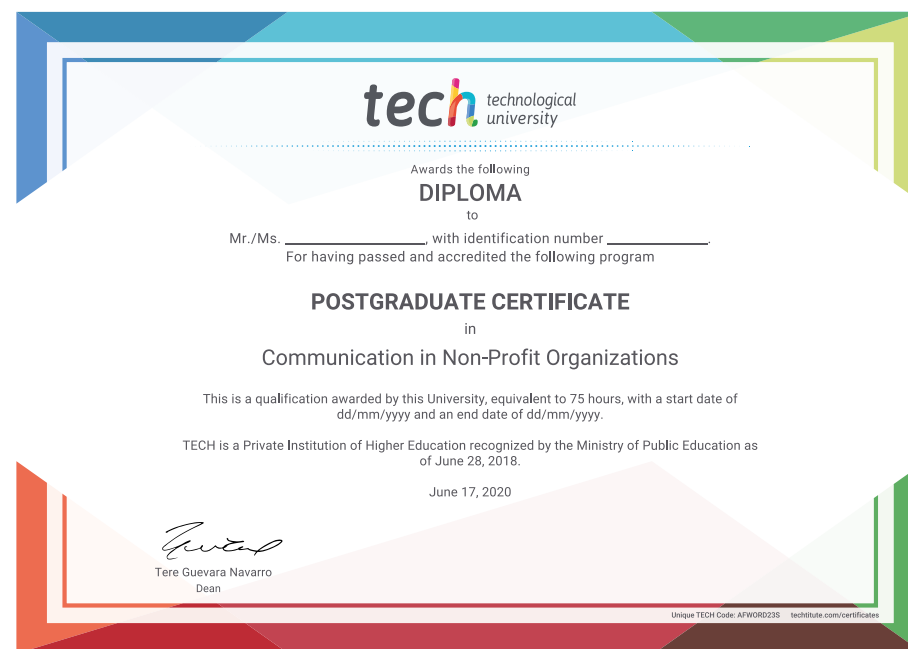 tech technological
university
Awards the following
DIPLOMA
to
Mr./Ms. ____________________, with identification number ______________.
For having passed and accredited the following program
POSTGRADUATE CERTIFICATE
in
Communication in Non-Profit Organizations
This is a qualification awarded by this University, equivalent to 75 hours, with a start date of
dd/mm/yyyy and an end date of dd/mm/yyyy.
TECH is a Private Institution of Higher Education recognized by the Ministry of Public Education as
of June 28, 2018.
June 17, 2020
Tere Guevara Navarro
Dean
Unique TECH Code: AFWORD23S techtitute.com/certificates